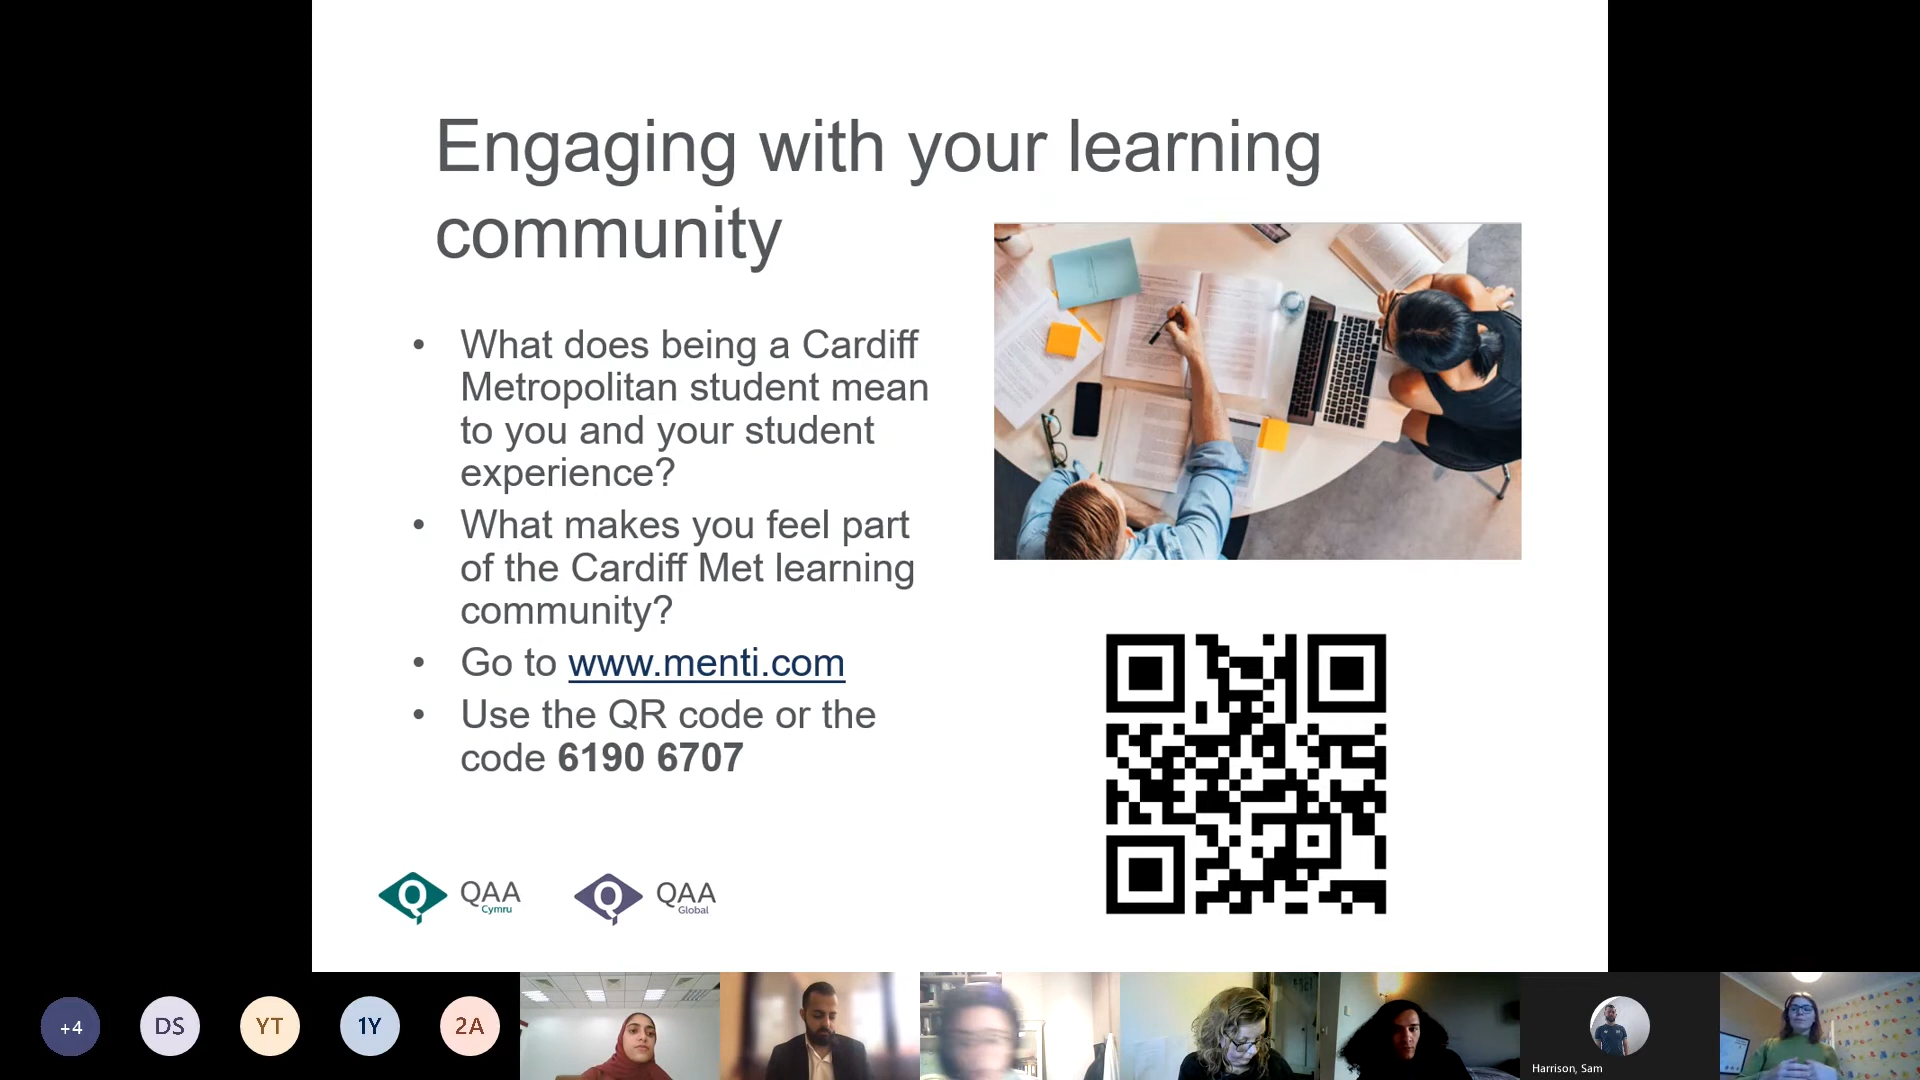 Engaging with your learning
community
• What does being a Cardiff
Metropolitan student mean
to you and your student
experience?
• What makes you feel part
of the Cardiff Met learning
community?
• Go to www.menti.com
• Use the QR code or the
code 6190 6707
QAA
Cymru
QAA
Global
+4
DS
YT
1Y
2A
Harrison, Sam